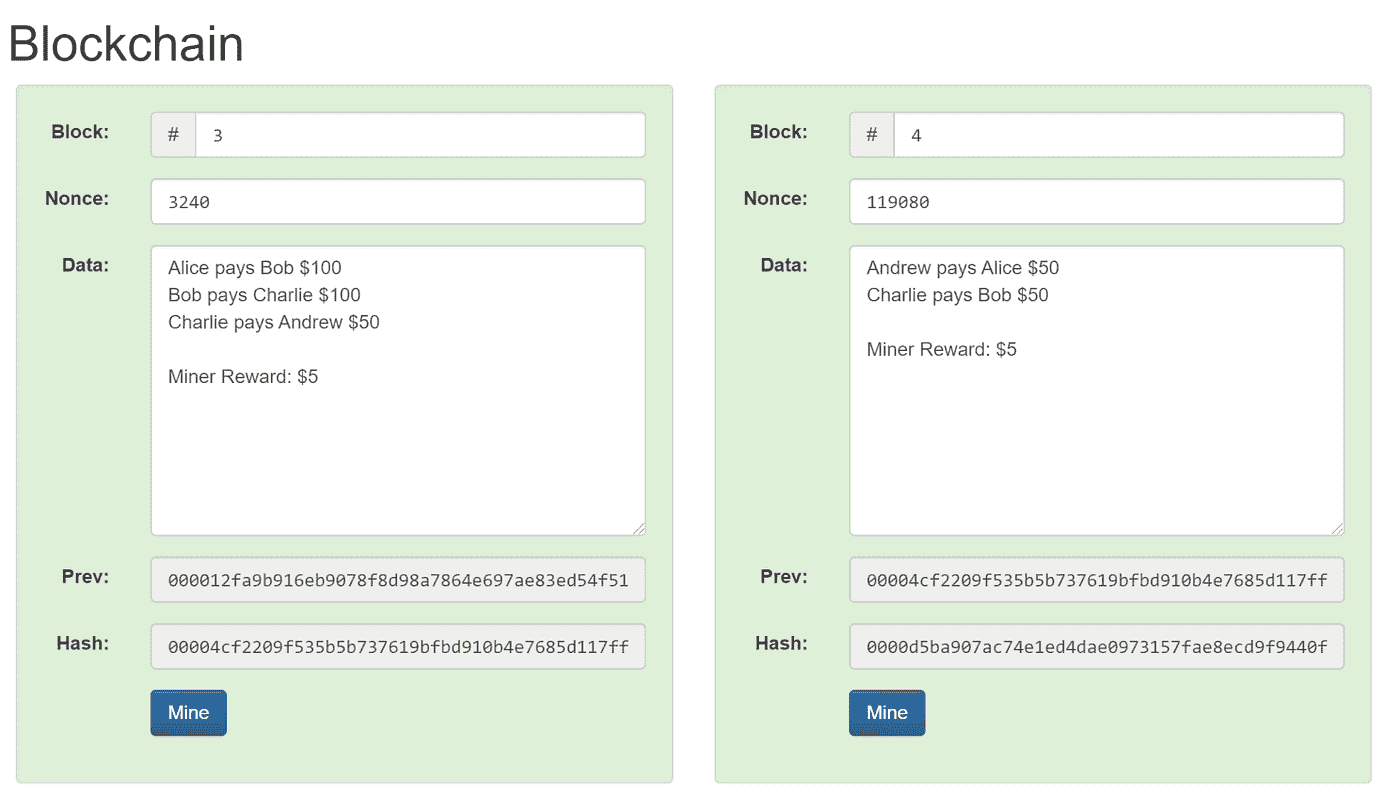 Blockchain
Block: # 3
Nonce: 3240
Data: Alice pays Bob $100
Bob pays Charlie $100
Charlie pays Andrew $50
Miner Reward: $5
Prev: 000012fa9b916eb9078f8d98a7864e697ae83ed54f51
Hash: 00004cf2209f535b5b737619bfbd910b4e7685d117ff
Mine
Block: # 4
Nonce: 119080
Data: Andrew pays Alice $50
Charlie pays Bob $50
Miner Reward: $5
Prev: 00004cf2209f535b5b737619bfbd910b4e7685d117ff
Hash: 0000d5ba907ac74e1ed4dae0973157fae8ecd9f9440f
Mine